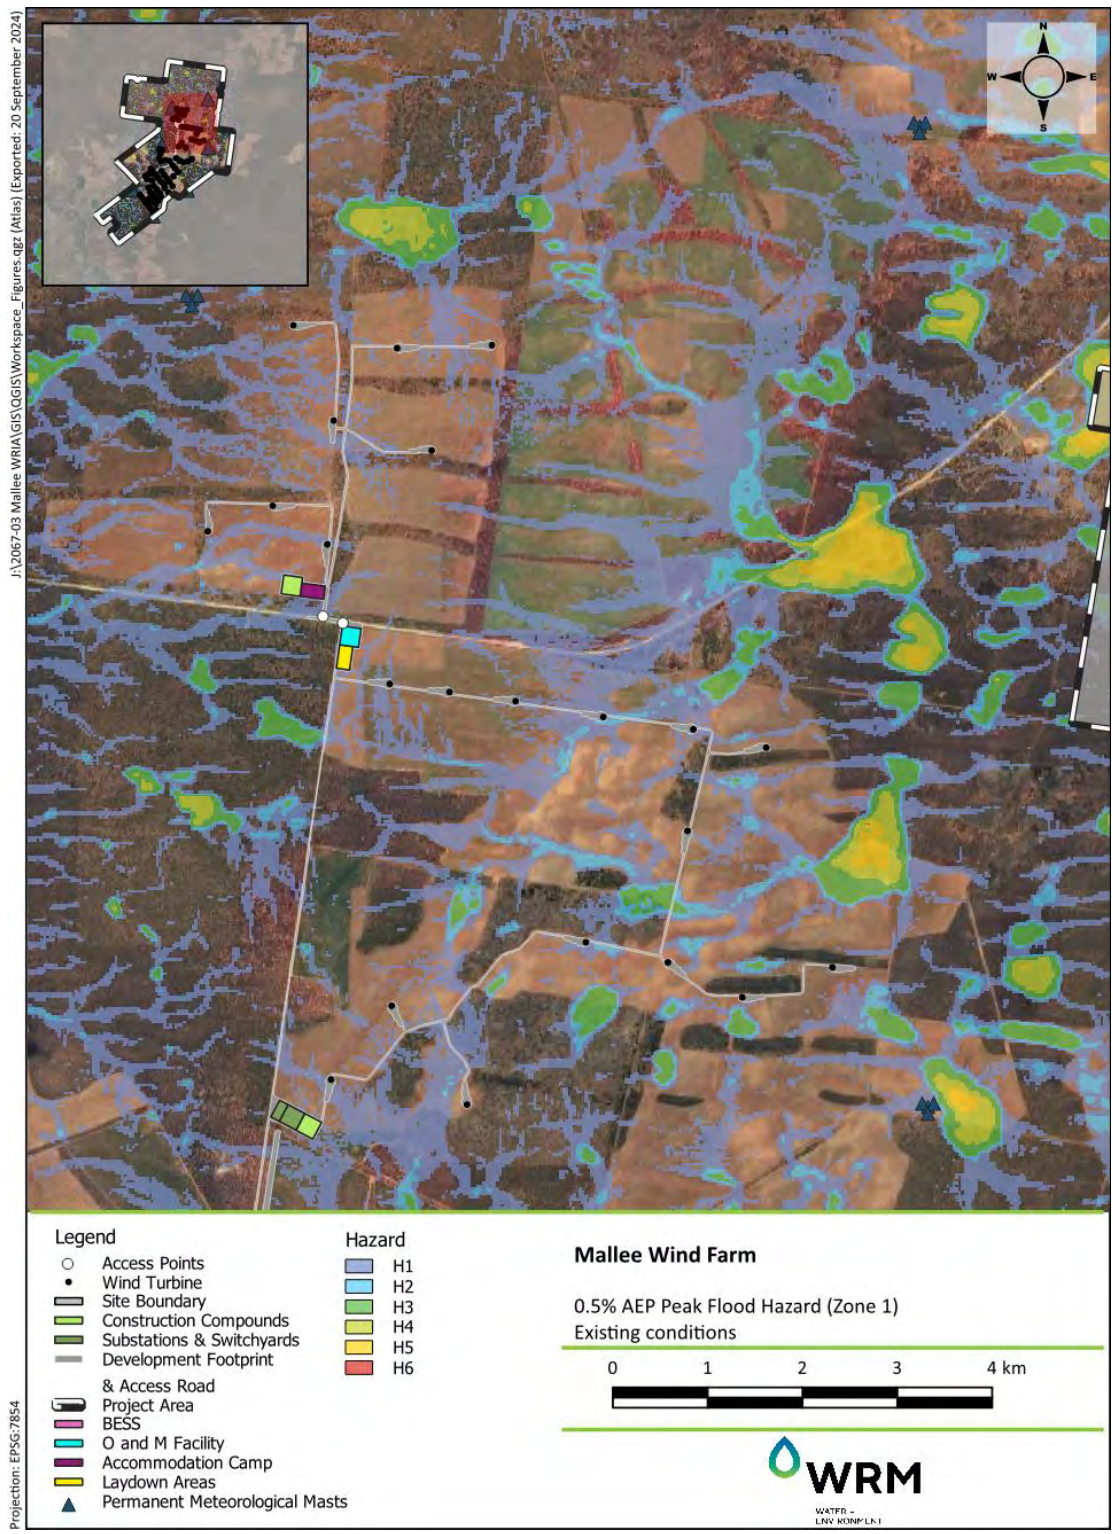 J:\2067-03 Mallee WRIA\GIS\QGIS\Workspace_Figures.qgz (Atlas) (Exported: 20 September 2024)
N
W
E
S
Legend
Access Points
Wind Turbine
Site Boundary
Construction Compounds
Substations & Switchyards
Development Footprint
& Access Road
Project Area
BESS
O and M Facility
Accommodation Camp
Laydown Areas
Permanent Meteorological Masts
Hazard
H1
H2
H3
H4
H5
H6
Mallee Wind Farm
0.5% AEP Peak Flood Hazard (Zone 1)
Existing conditions
0 1 2 3 4 km
WRM
WATER +
ENVIRONMENT
Projection: EPSG:7854